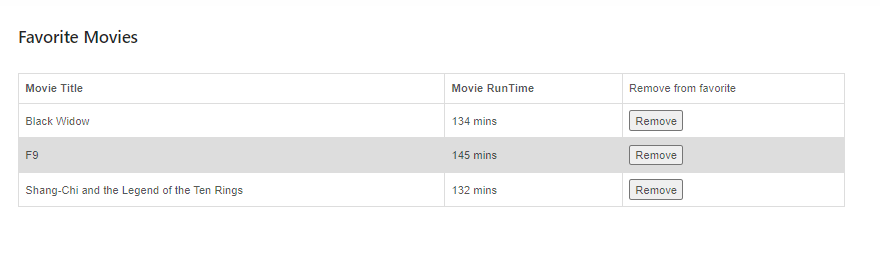 Favorite Movies
Movie Title Movie RunTime Remove from favorite
Black Widow 134 mins Remove
F9 145 mins Remove
Shang-Chi and the Legend of the Ten Rings 132 mins Remove